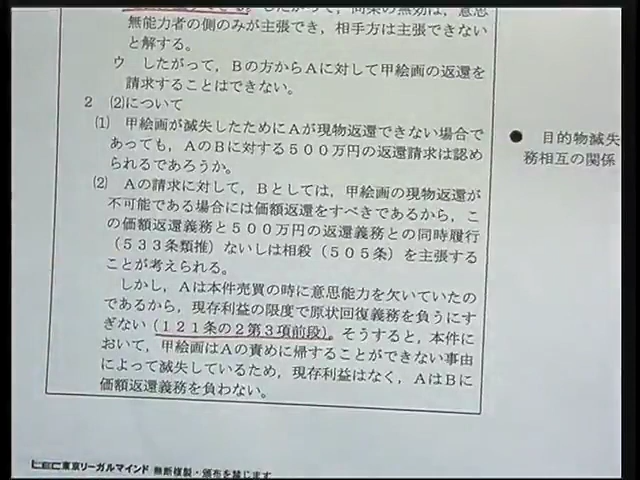 無能力者の側のみが主張でき，相手方は主張できない
と解する。
ウ　したがって，Ｂの方からＡに対して甲絵画の返還を
請求することはできない。
２　⑵について
⑴　甲絵画が滅失したためにＡが現物返還できない場合で
あっても，ＡのＢに対する５００万円の返還請求は認め
られるであろうか。
⑵　Ａの請求に対して，Ｂとしては，甲絵画の現物返還が
不可能である場合には価額返還をすべきであるから，こ
の価額返還義務と５００万円の返還義務との同時履行
（５３３条類推）ないしは相殺（５０５条）を主張する
ことが考えられる。
しかし，Ａは本件売買の時に意思能力を欠いていたの
であるから，現存利益の限度で原状回復義務を負うにす
ぎない（１２１条の２第３項前段）。そうすると，本件に
おいて，甲絵画はＡの責めに帰することができない事由
によって滅失しているため，現存利益はなく，ＡはＢに
価額返還義務を負わない。
● 目的物滅失
務相互の関係
LEC東京リーガルマインド 無断複製・頒布を禁じます